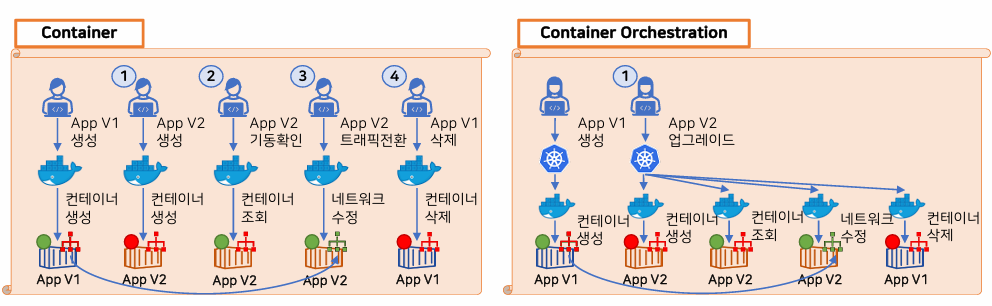 Container
1
2
3
4
App V1
생성
App V2
생성
App V2
기동확인
App V2
트래픽전환
App V1
삭제
컨테이너
생성
컨테이너
생성
컨테이너
조회
네트워크
수정
컨테이너
삭제
App V1
App V2
App V2
App V2
App V1
Container Orchestration
1
App V1
생성
App V2
업그레이드
컨테이너
생성
컨테이너
생성
컨테이너
조회
네트워크
수정
컨테이너
삭제
App V1
App V2
App V2
App V2
App V1